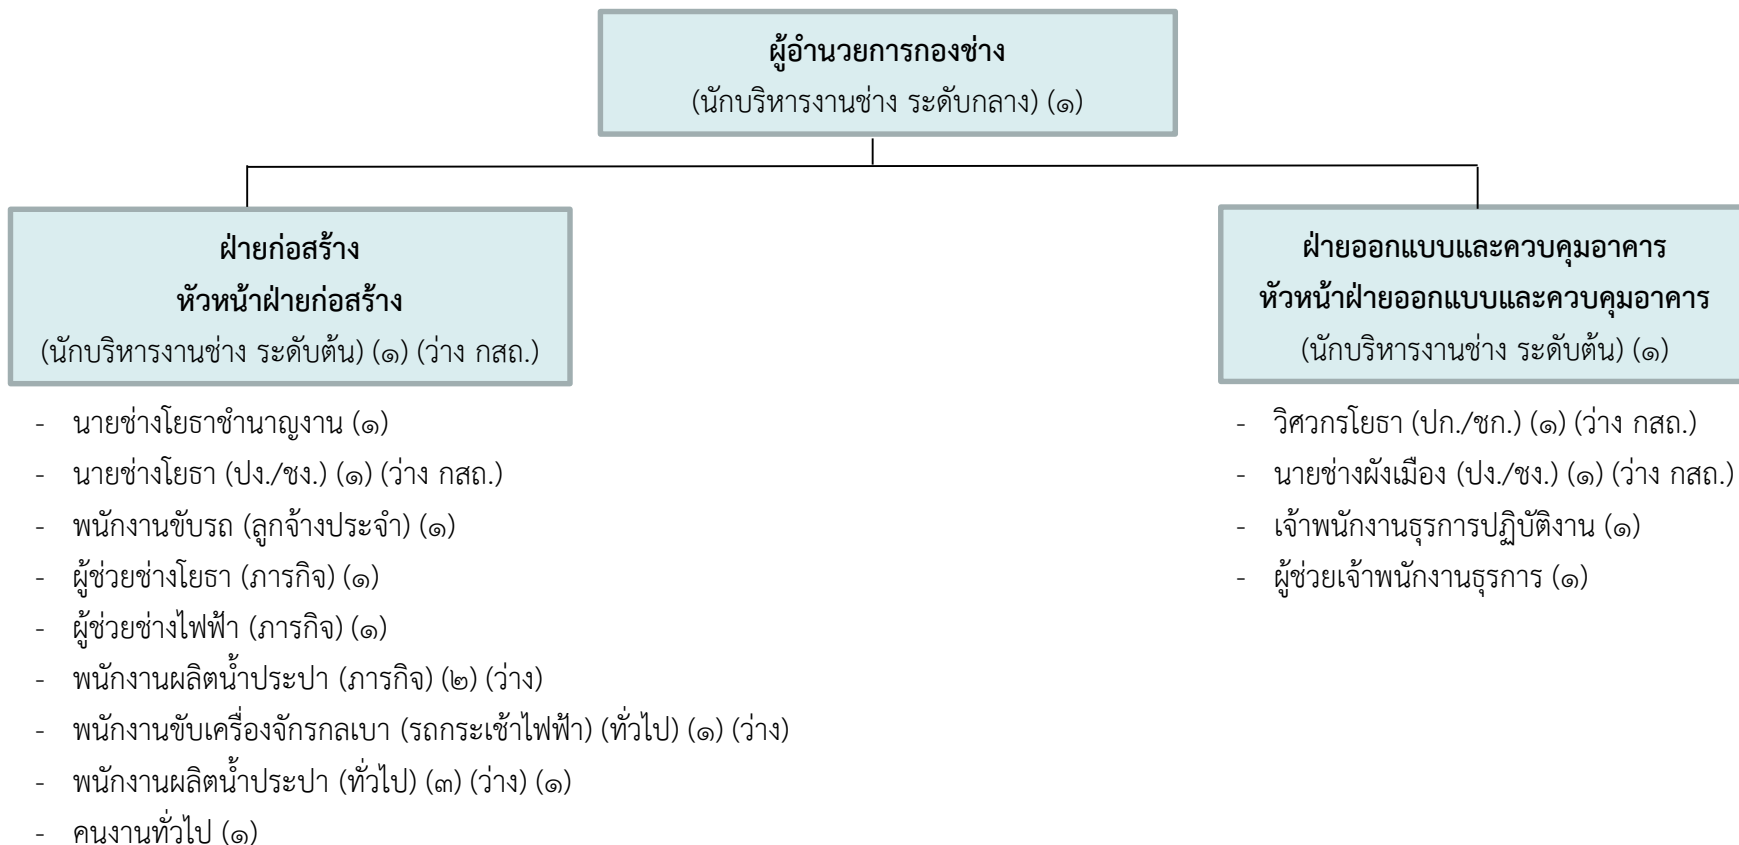 ผู้อำนวยการกองช่าง
(นักบริหารงานช่าง ระดับกลาง) (๑)
ฝ่ายก่อสร้าง
หัวหน้าฝ่ายก่อสร้าง
(นักบริหารงานช่าง ระดับต้น) (๑) (ว่าง กสถ.)
- นายช่างโยธาชำนาญงาน (๑)
- นายช่างโยธา (ปง./ชง.) (๑) (ว่าง กสถ.)
- พนักงานขับรถ (ลูกจ้างประจำ) (๑)
- ผู้ช่วยช่างโยธา (ภารกิจ) (๑)
- ผู้ช่วยช่างไฟฟ้า (ภารกิจ) (๑)
- พนักงานผลิตน้ำประปา (ภารกิจ) (๒) (ว่าง)
- พนักงานขับเครื่องจักรกลเบา (รถกระเช้าไฟฟ้า) (ทั่วไป) (๑) (ว่าง)
- พนักงานผลิตน้ำประปา (ทั่วไป) (๓) (ว่าง) (๑)
- คนงานทั่วไป (๑)
ฝ่ายออกแบบและควบคุมอาคาร
หัวหน้าฝ่ายออกแบบและควบคุมอาคาร
(นักบริหารงานช่าง ระดับต้น) (๑)
- วิศวกรโยธา (ปก./ชก.) (๑) (ว่าง กสถ.)
- นายช่างผังเมือง (ปง./ชง.) (๑) (ว่าง กสถ.)
- เจ้าพนักงานธุรการปฏิบัติงาน (๑)
- ผู้ช่วยเจ้าพนักงานธุรการ (๑)